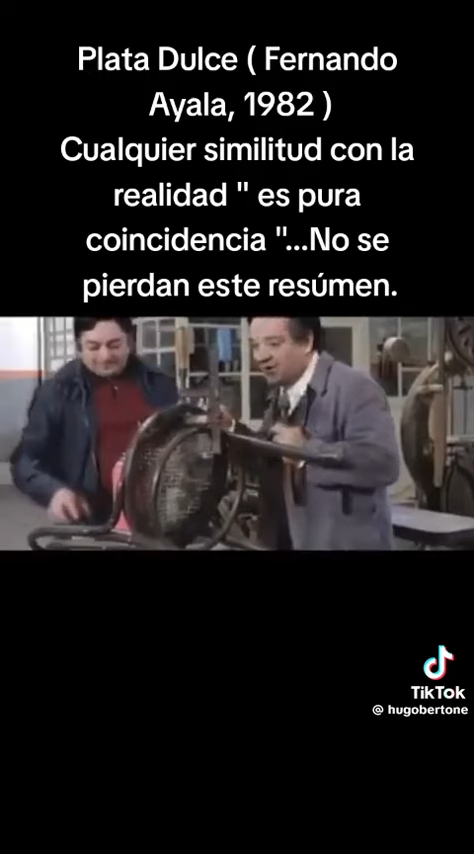 Plata Dulce ( Fernando
Ayala, 1982 )
Cualquier similitud con la
realidad " es pura
coincidencia "...No se
pierdan este resúmen.
TikTok
@ hugobertone